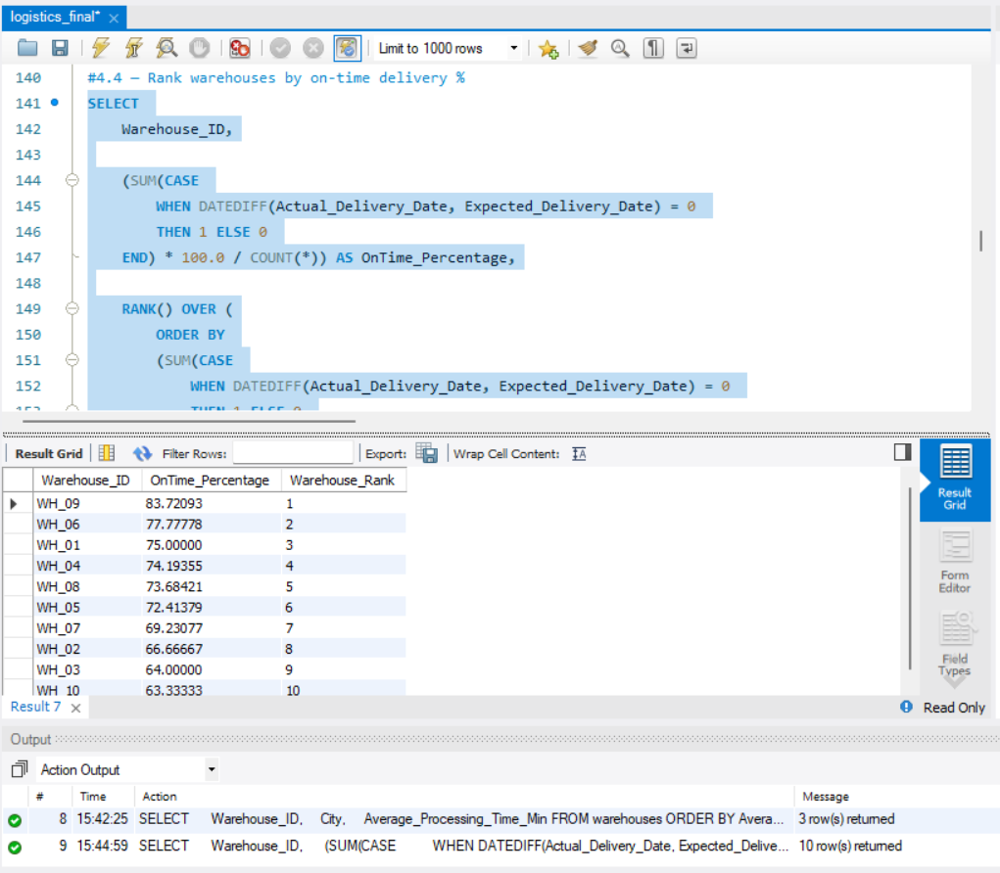 logistics_final*
Limit to 1000 rows
140 #4.4 – Rank warehouses by on-time delivery %
141 SELECT
142 Warehouse_ID,
143
144 (SUM(CASE
145 WHEN DATEDIFF(Actual_Delivery_Date, Expected_Delivery_Date) = 0
146 THEN 1 ELSE 0
147 END) * 100.0 / COUNT(*)) AS OnTime_Percentage,
148
149 RANK() OVER (
150 ORDER BY
151 (SUM(CASE
152 WHEN DATEDIFF(Actual_Delivery_Date, Expected_Delivery_Date) = 0
153 THEN 1 ELSE 0
Result Grid Filter Rows: Export: Wrap Cell Content: IA
Warehouse_ID OnTime_Percentage Warehouse_Rank
WH_09 83.72093 1
WH_06 77.77778 2
WH_01 75.00000 3
WH_04 74.19355 4
WH_08 73.68421 5
WH_05 72.41379 6
WH_07 69.23077 7
WH_02 66.66667 8
WH_03 64.00000 9
WH_10 63.33333 10
Result Grid
Form Editor
Field Types
Result 7 Read Only
Output
Action Output
# Time Action Message
8 15:42:25 SELECT Warehouse_ID, City, Average_Processing_Time_Min FROM warehouses ORDER BY Avera... 3 row(s) returned
9 15:44:59 SELECT Warehouse_ID, (SUM(CASE WHEN DATEDIFF(Actual_Delivery_Date, Expected_Delive... 10 row(s) returned